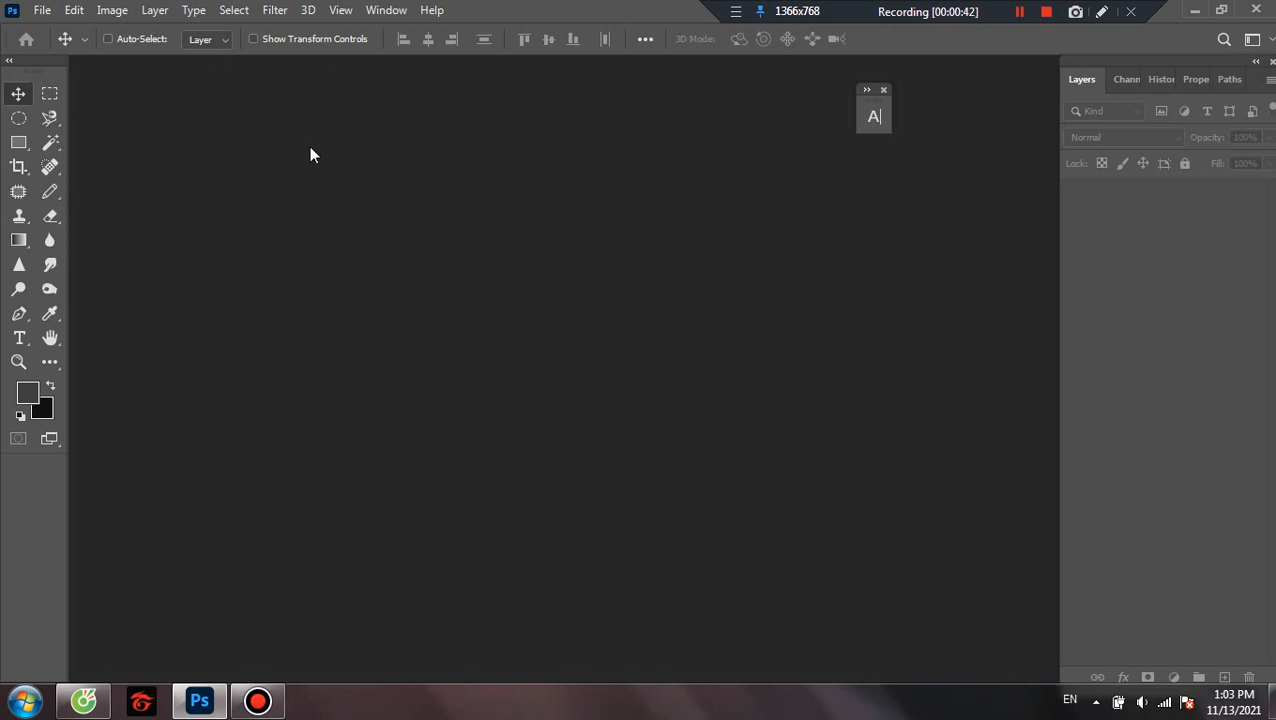 Ps File Edit Image Layer Type Select Filter 3D View Window Help
1366x768 Recording [00:00:42]
Auto-Select: Layer Show Transform Controls 3D Mode:
Layers Chann Histor Prope Paths
A
Kind
Normal Opacity: 100%
Lock: Fill: 100%
T
Ps
EN 1:03 PM
11/13/2021